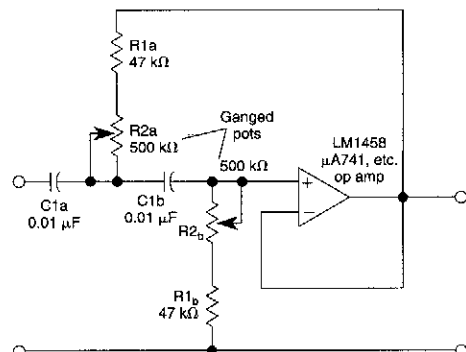 R1a
47 kΩ
R2a
500 kΩ
Ganged
pots
500 kΩ
LM1458
μA741, etc.
op amp
C1a
0.01 μF
C1b
0.01 μF
+
−
R2b
R1b
47 kΩ